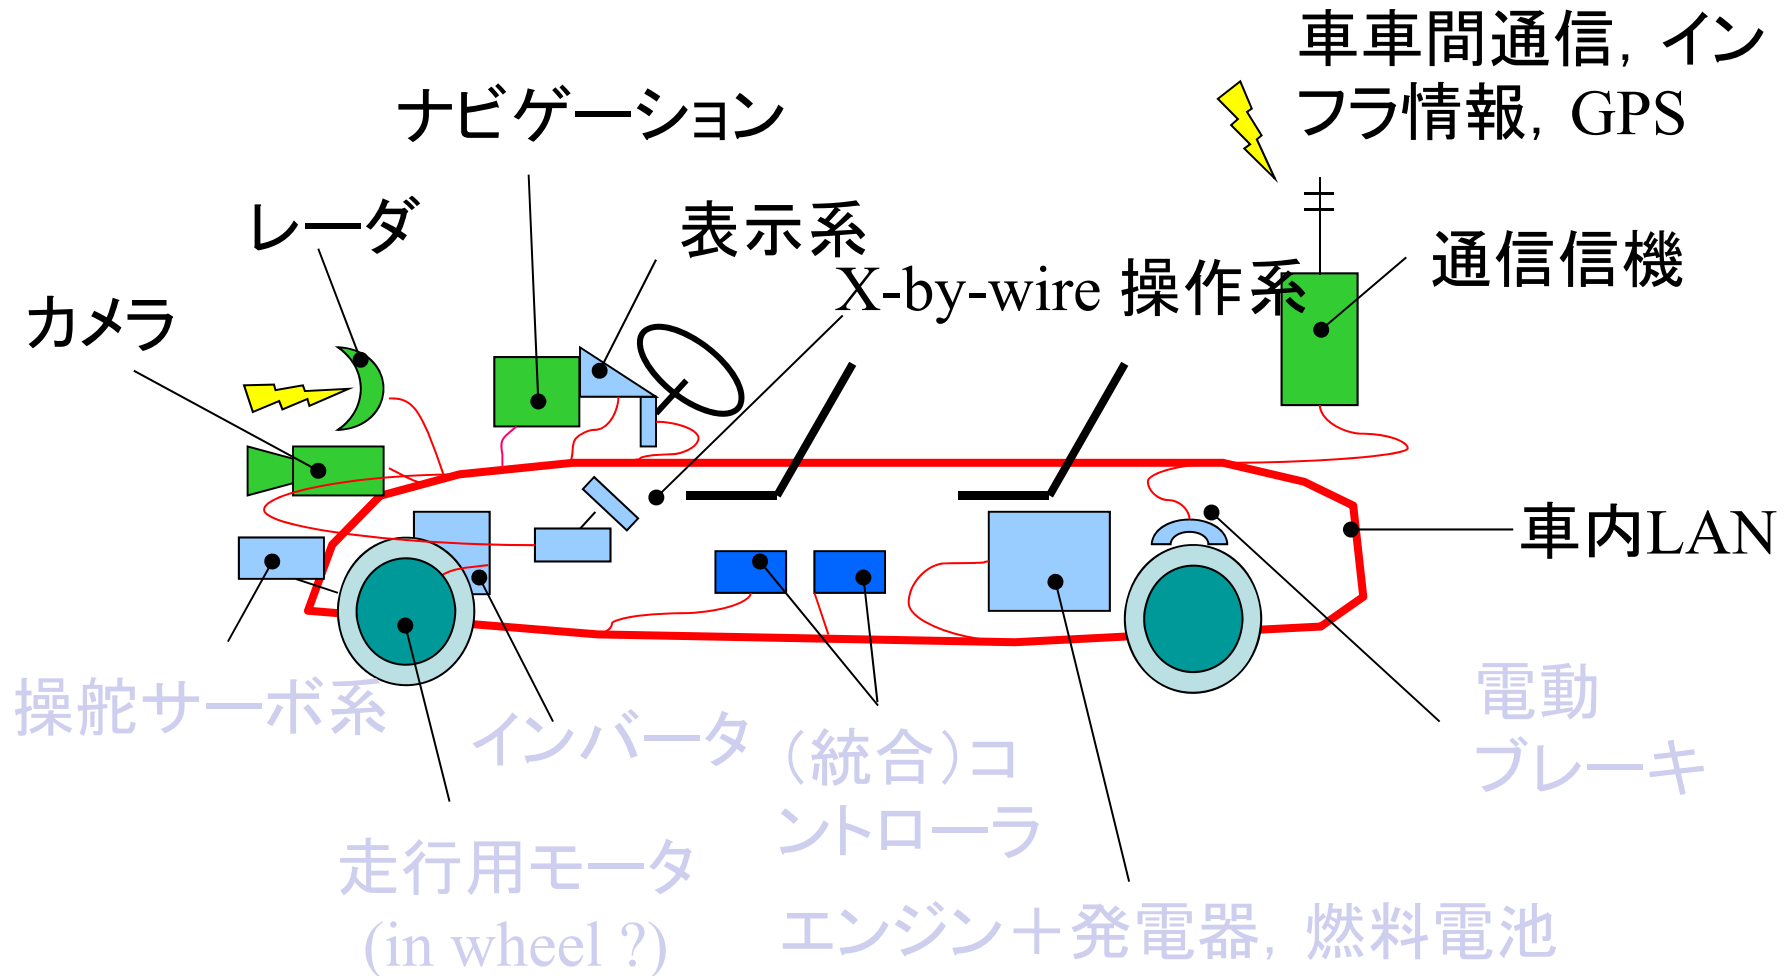 車車間通信，イン
フラ情報，GPS
ナビゲーション
レーダ
表示系
通信信機
X-by-wire 操作系
カメラ
車内LAN
操舵サーボ系
インバータ
（統合）コ
ントローラ
電動
ブレーキ
走行用モータ
(in wheel ?)
エンジン＋発電器，燃料電池